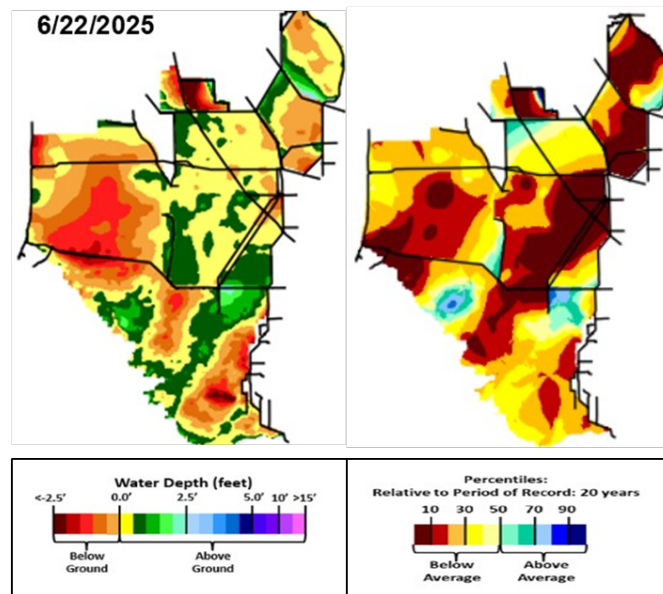 6/22/2025
Water Depth (feet)
<-2.5' 0.0' 2.5' 5.0' 10' >15'
Below
Ground
Above
Ground
Percentiles:
Relative to Period of Record: 20 years
10 30 50 70 90
Below
Average
Above
Average